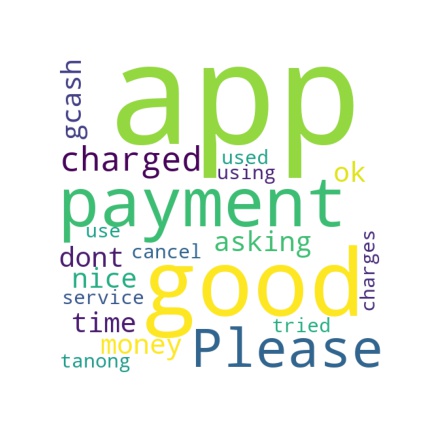 app
gcash
charged
used
using
ok
payment
use
asking
charges
dont
cancel
good
nice
service
time
tried
money
Please
tanong